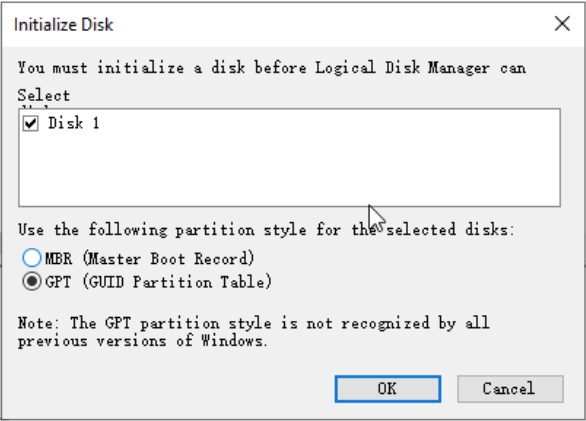 Initialize Disk
You must initialize a disk before Logical Disk Manager can
Select
Disk 1
Use the following partition style for the selected disks:
MBR (Master Boot Record)
GPT (GUID Partition Table)
Note: The GPT partition style is not recognized by all
previous versions of Windows.
OK Cancel